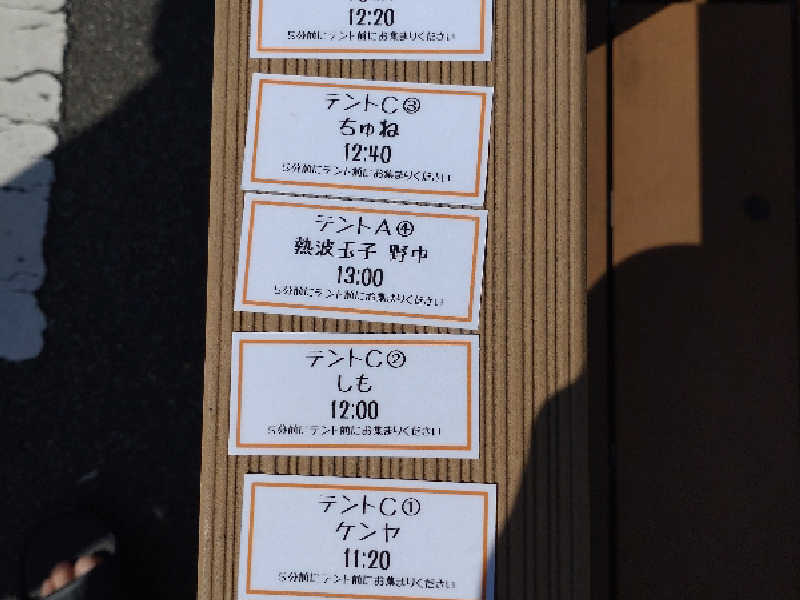 12:20
5分前にテント前にお集まりください
テントC③
ちゅね
12:40
5分前にテント前にお集まりください
テントA④
熱波玉子 野中
13:00
5分前にテント前にお集まりください
テントC②
しも
12:00
5分前にテント前にお集まりください
テントC①
ケンヤ
11:20
5分前にテント前にお集まりください